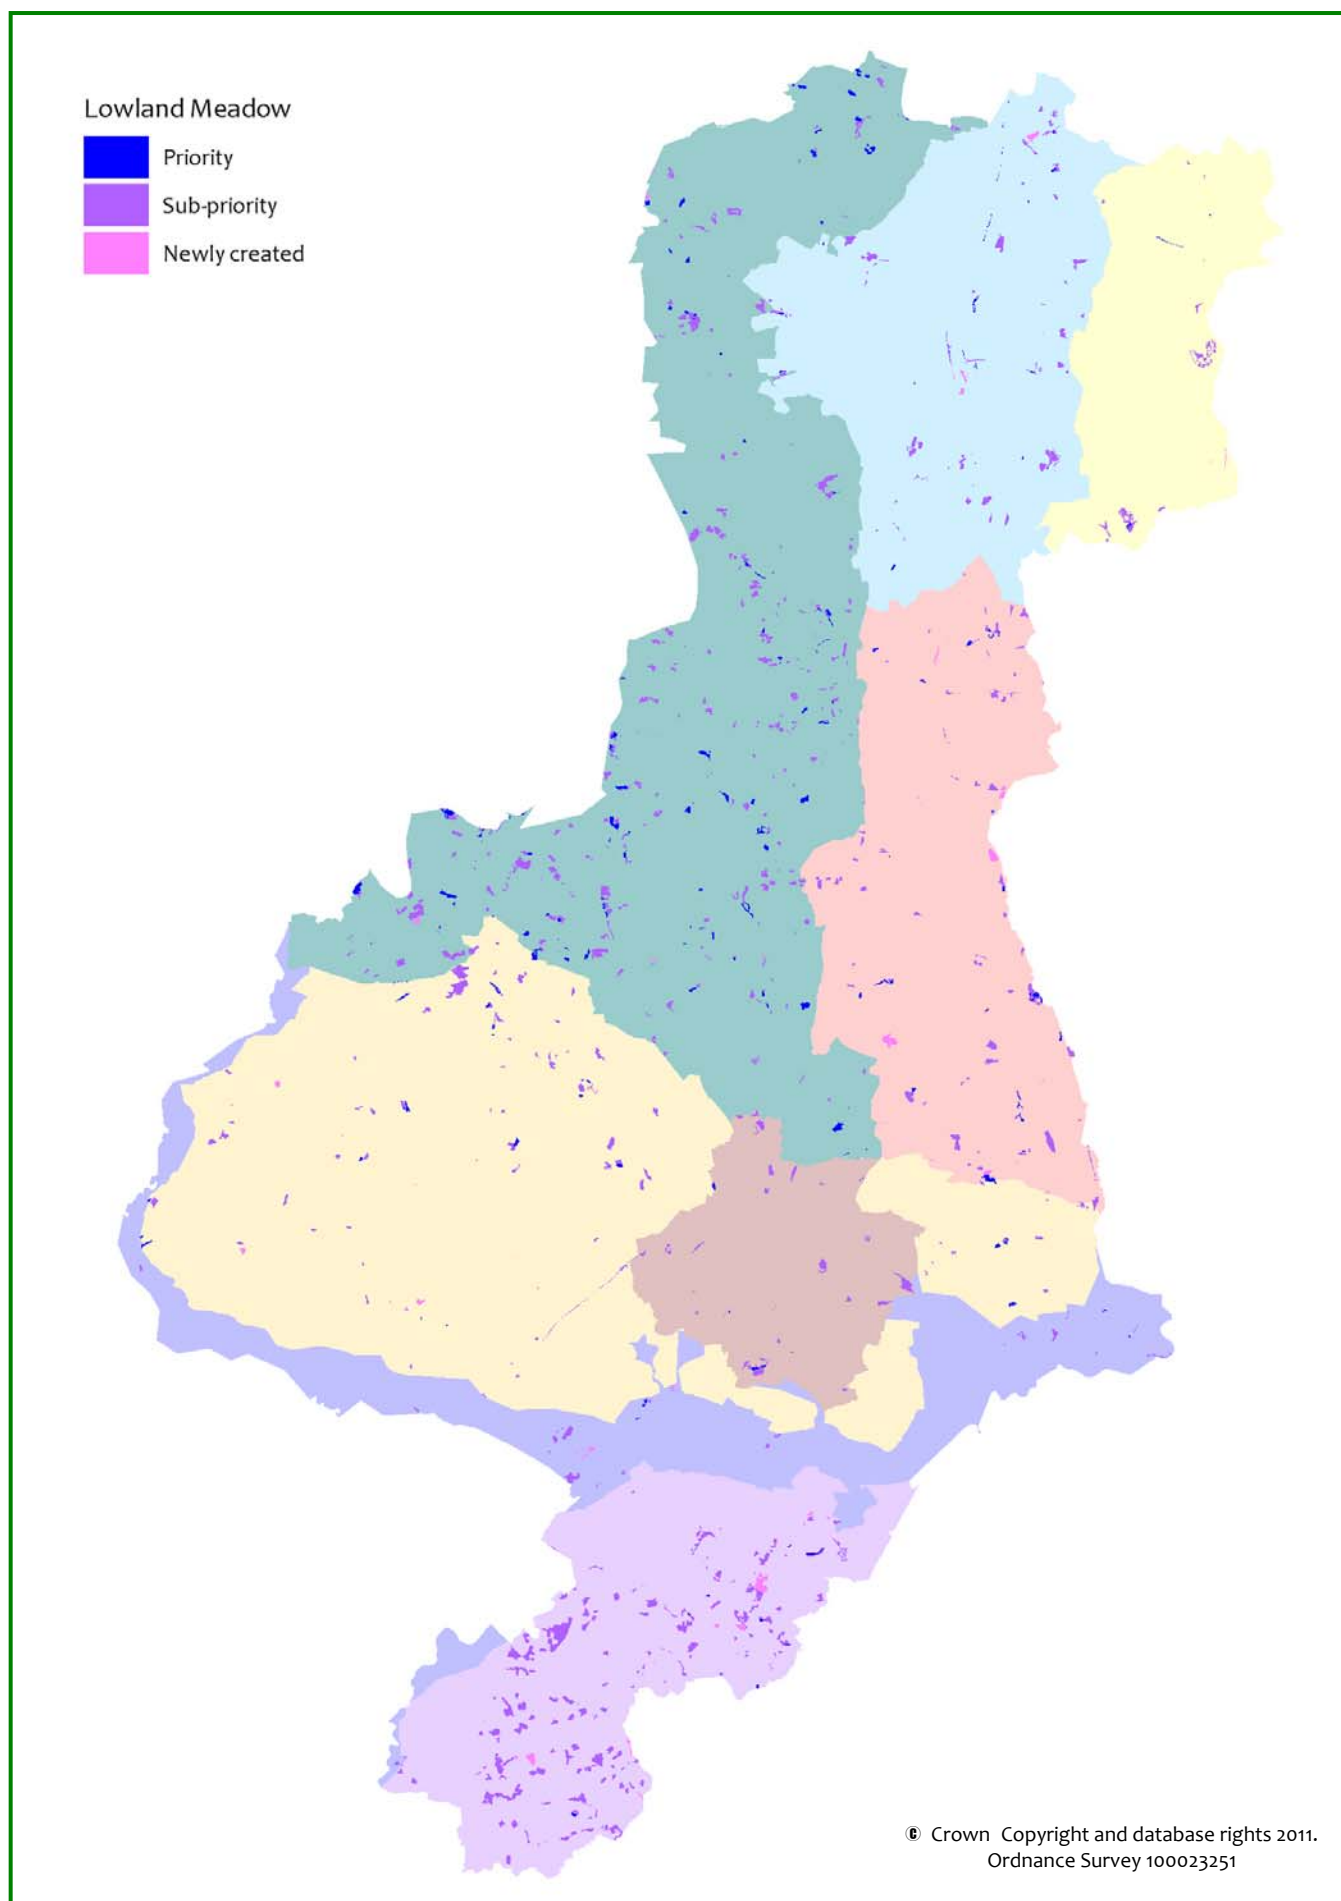 Lowland Meadow
Priority
Sub-priority
Newly created
© Crown Copyright and database rights 2011.
Ordnance Survey 100023251